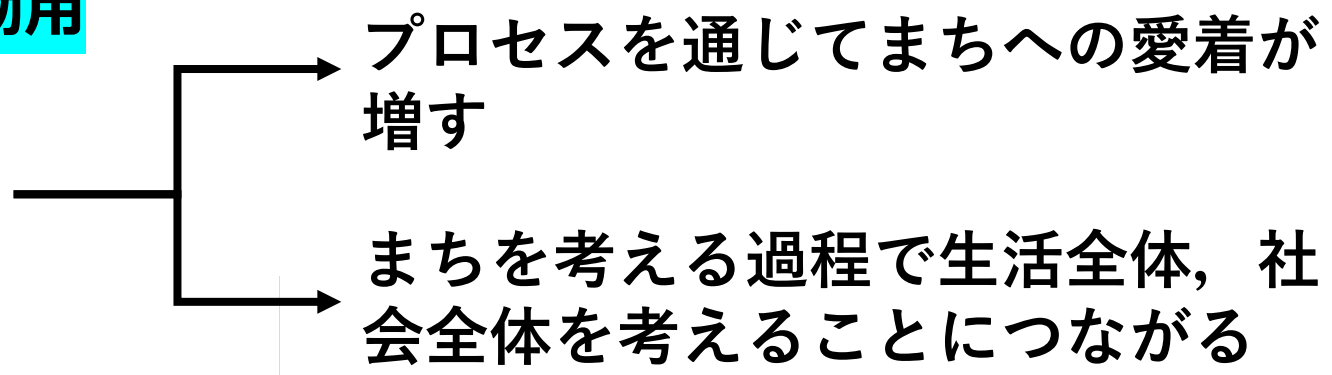 用
プロセスを通じてまちへの愛着が
増す
まちを考える過程で生活全体，社
会全体を考えることにつながる